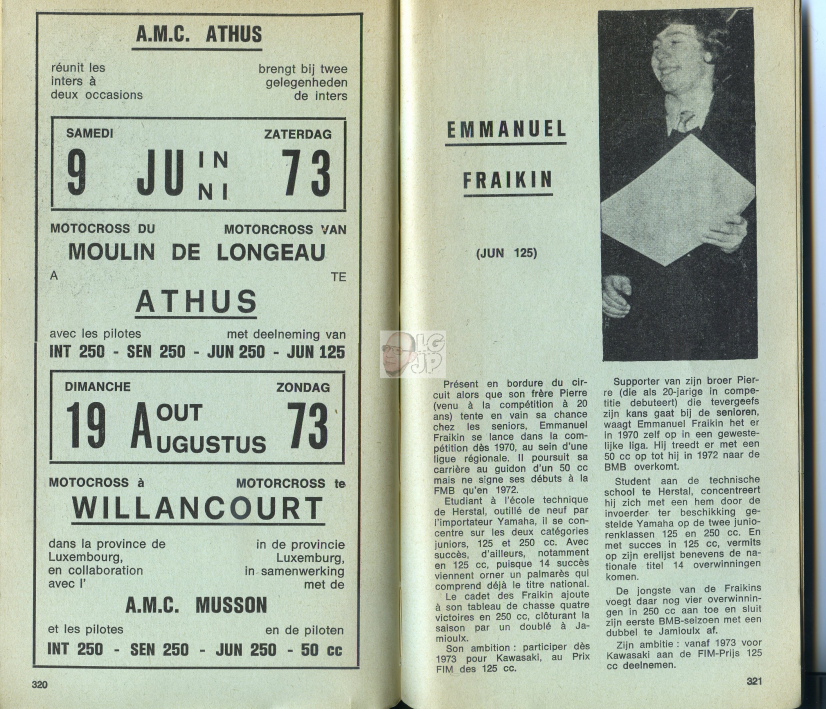 A.M.C. ATHUS
réunit les
inters à
deux occasions
brengt bij twee
gelegenheden
de inters
SAMEDI
ZATERDAG
9 JUIN
NI 73
MOTOCROSS DU
MOTORCROSS VAN
MOULIN DE LONGEAU
A
TE
ATHUS
avec les pilotes
met deelneming van
INT 250 - SEN 250 - JUN 250 - JUN 125
DIMANCHE
ZONDAG
19 AOUT
UGUSTUS 73
MOTOCROSS à
MOTORCROSS te
WILLANCOURT
dans la province de
Luxembourg,
en collaboration
avec l'
in de provincie
Luxemburg,
in samenwerking
met de
A.M.C. MUSSON
et les pilotes
en de piloten
INT 250 - SEN 250 - JUN 250 - 50 cc
320
EMMANUEL
FRAIKIN
(JUN 125)
LG
JP
Présent en bordure du cir-
cuit alors que son frère Pierre
(venu à la compétition à 20
ans) tente en vain sa chance
chez les seniors, Emmanuel
Fraikin se lance dans la com-
pétition dès 1970, au sein d'une
ligue régionale. Il poursuit sa
carrière au guidon d'un 50 cc
mais ne signe ses débuts à la
FMB qu'en 1972.
Etudiant à l'école technique
de Herstal, outillé de neuf par
l'importateur Yamaha, il se con-
centre sur les deux catégories
juniors, 125 et 250 cc. Avec
succès, d'ailleurs, notamment
en 125 cc, puisque 14 succès
viennent orner un palmarès qui
comprend déjà le titre national.
Le cadet des Fraikin ajoute
à son tableau de chasse quatre
victoires en 250 cc, clôturant la
saison par un doublé à Ja-
mioulx.
Son ambition : participer dès
1973 pour Kawasaki, au Prix
FIM des 125 cc.
Supporter van zijn broer Pier-
re (die als 20-jarige in compe-
titie debuteert) die tevergeefs
zijn kans gaat bij de senioren,
waagt Emmanuel Fraikin het er
in 1970 zelf op in een geweste-
lijke liga. Hij treedt er met een
50 cc op tot hij in 1972 naar de
BMB overkomt.
Student aan de technische
school te Herstal, concentreert
hij zich met een hem door de
invoerder ter beschikking ge-
stelde Yamaha op de twee junio-
renklassen 125 en 250 cc. En
met succes in 125 cc, vermits
op zijn erelijst benevens de na-
tionale titel 14 overwinningen
komen.
De jongste van de Fraikins
voegt daar nog vier overwinnin-
gen in 250 cc aan toe en sluit
zijn eerste BMB-seizoen met een
dubbel te Jamioulx af.
Zijn ambitie : vanaf 1973 voor
Kawasaki aan de FIM-Prijs 125
cc deelnemen.
321